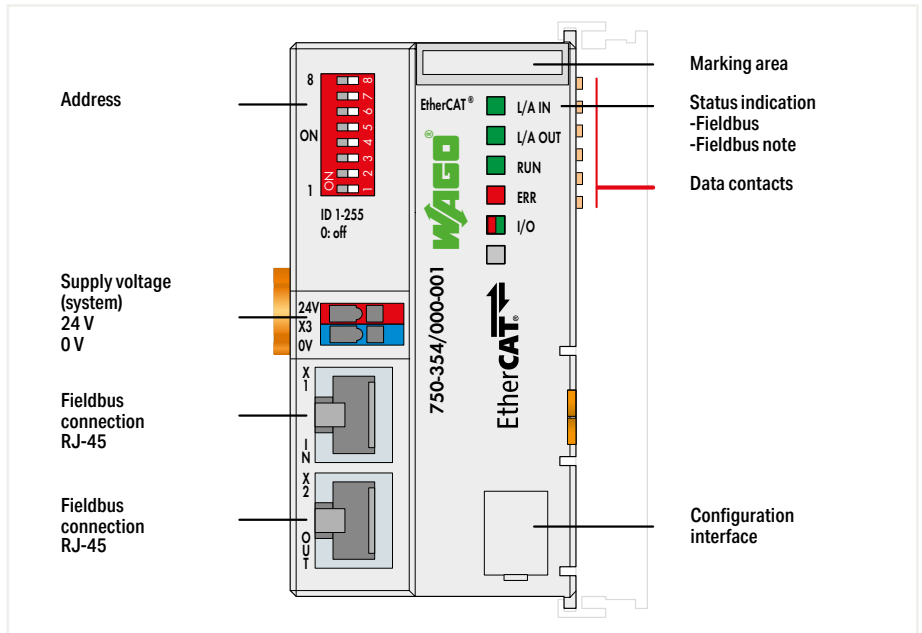 Address
8
ON
1
ON
1 2 3 4 5 6 7 8
ID 1-255
0: off
Supply voltage
(system)
24 V
0 V
24V
X3
0V
Fieldbus
connection
RJ-45
X1
IN
Fieldbus
connection
RJ-45
X2
OUT
EtherCAT®
L/A IN
L/A OUT
RUN
ERR
I/O
WAGO®
750-354/000-001
EtherCAT®
Marking area
Status indication
-Fieldbus
-Fieldbus note
Data contacts
Configuration
interface